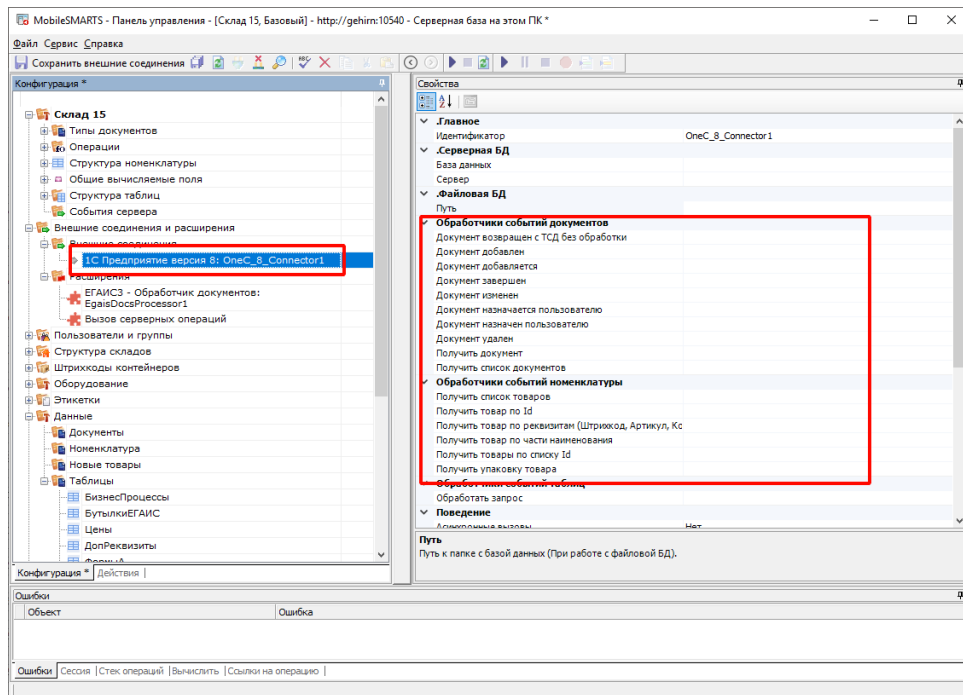 MobileSMARTS - Панель управления - [Склад 15, Базовый] - http://gehirn:10540 - Серверная база на этом ПК *
Файл Сервис Справка
Сохранить внешние соединения
Конфигурация *
Склад 15
Типы документов
Операции
Структура номенклатуры
Общие вычисляемые поля
Структура таблиц
События сервера
Внешние соединения и расширения
Внешние соединения
1С Предприятие версия 8: OneC_8_Connector1
Расширения
ЕГАИС3 - Обработчик документов:
EgaisDocsProcessor1
Вызов серверных операций
Пользователи и группы
Структура складов
Штрихкоды контейнеров
Оборудование
Этикетки
Данные
Документы
Номенклатура
Новые товары
Таблицы
БизнесПроцессы
БутылкиЕГАИС
Цены
ДопРеквизиты
ФормыА
Конфигурация * Действия
Свойства
.Главное
Идентификатор OneC_8_Connector1
.Серверная БД
База данных
Сервер
.Файловая БД
Путь
Обработчики событий документов
Документ возвращен с ТСД без обработки
Документ добавлен
Документ добавляется
Документ завершен
Документ изменен
Документ назначается пользователю
Документ назначен пользователю
Документ удален
Получить документ
Получить список документов
Обработчики событий номенклатуры
Получить список товаров
Получить товар по Id
Получить товар по реквизитам (Штрихкод, Артикул, Ко
Получить товар по части наименования
Получить товары по списку Id
Получить упаковку товара
Обработчики событий таблиц
Обработать запрос
Поведение
Асинхронные вызовы Нет
Путь
Путь к папке с базой данных (При работе с файловой БД).
Ошибки
Объект Ошибка
Ошибки Сессия Стек операций Вычислить Ссылки на операцию